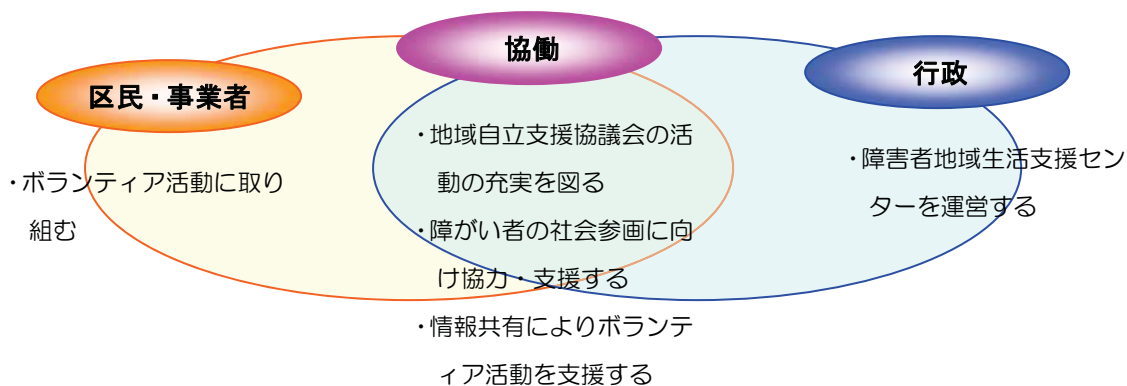 協働
区民・事業者
行政
・ボランティア活動に取り
組む
・地域自立支援協議会の活
動の充実を図る
・障がい者の社会参画に向
け協力・支援する
・情報共有によりボランテ
ィア活動を支援する
・障害者地域生活支援セン
ターを運営する